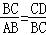 BC/AB = CD/BC